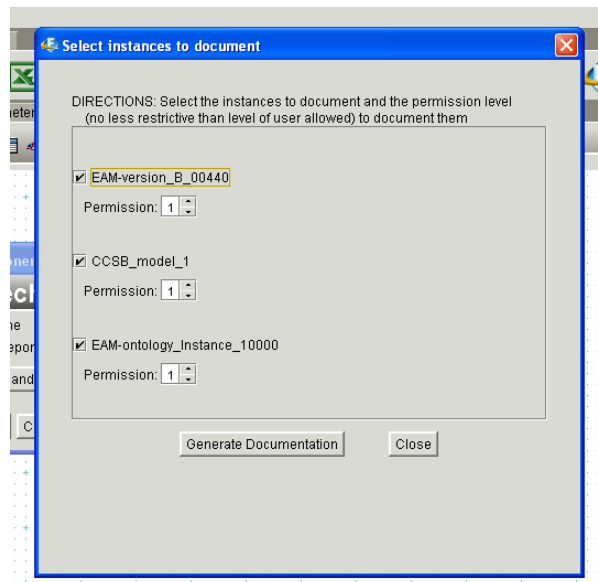 Select instances to document
DIRECTIONS: Select the instances to document and the permission level
(no less restrictive than level of user allowed) to document them
EAM-version_B_00440
Permission: 1
CCSB_model_1
Permission: 1
EAM-ontology_Instance_10000
Permission: 1
Generate Documentation Close